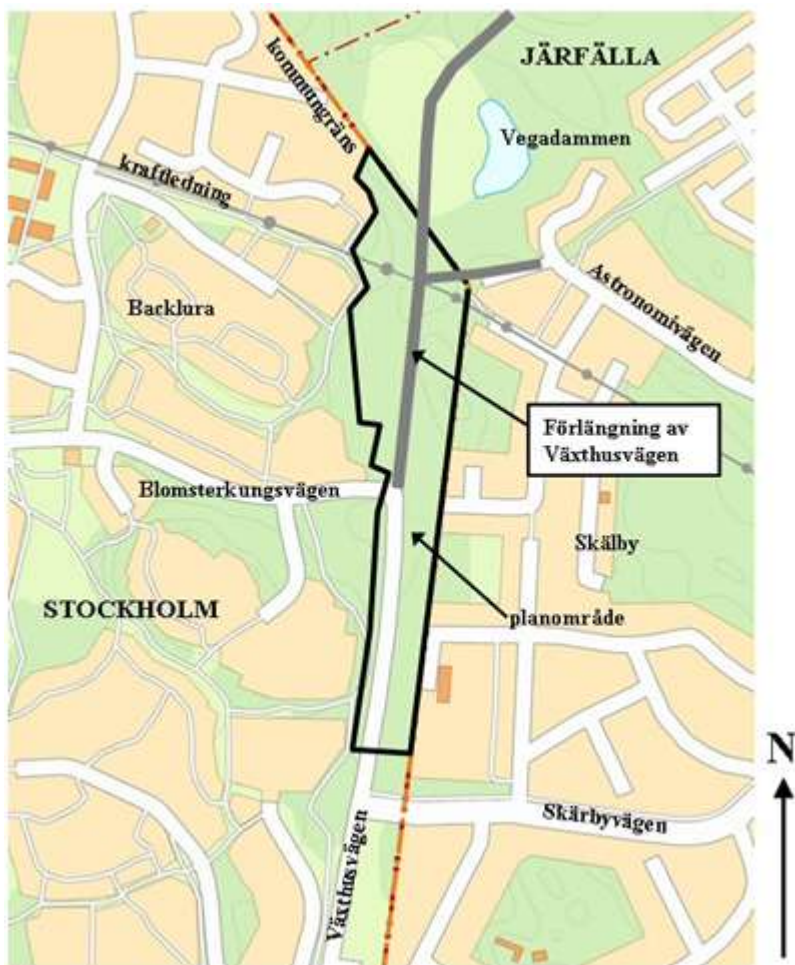 JÄRFÄLLA
kommungräns
Vegadammen
kraftledning
Astronomivägen
Backlura
Förlängning av
Växthusvägen
Blomsterkungsvägen
Skälby
STOCKHOLM
planområde
N
Skärbyvägen
Växthusvägen